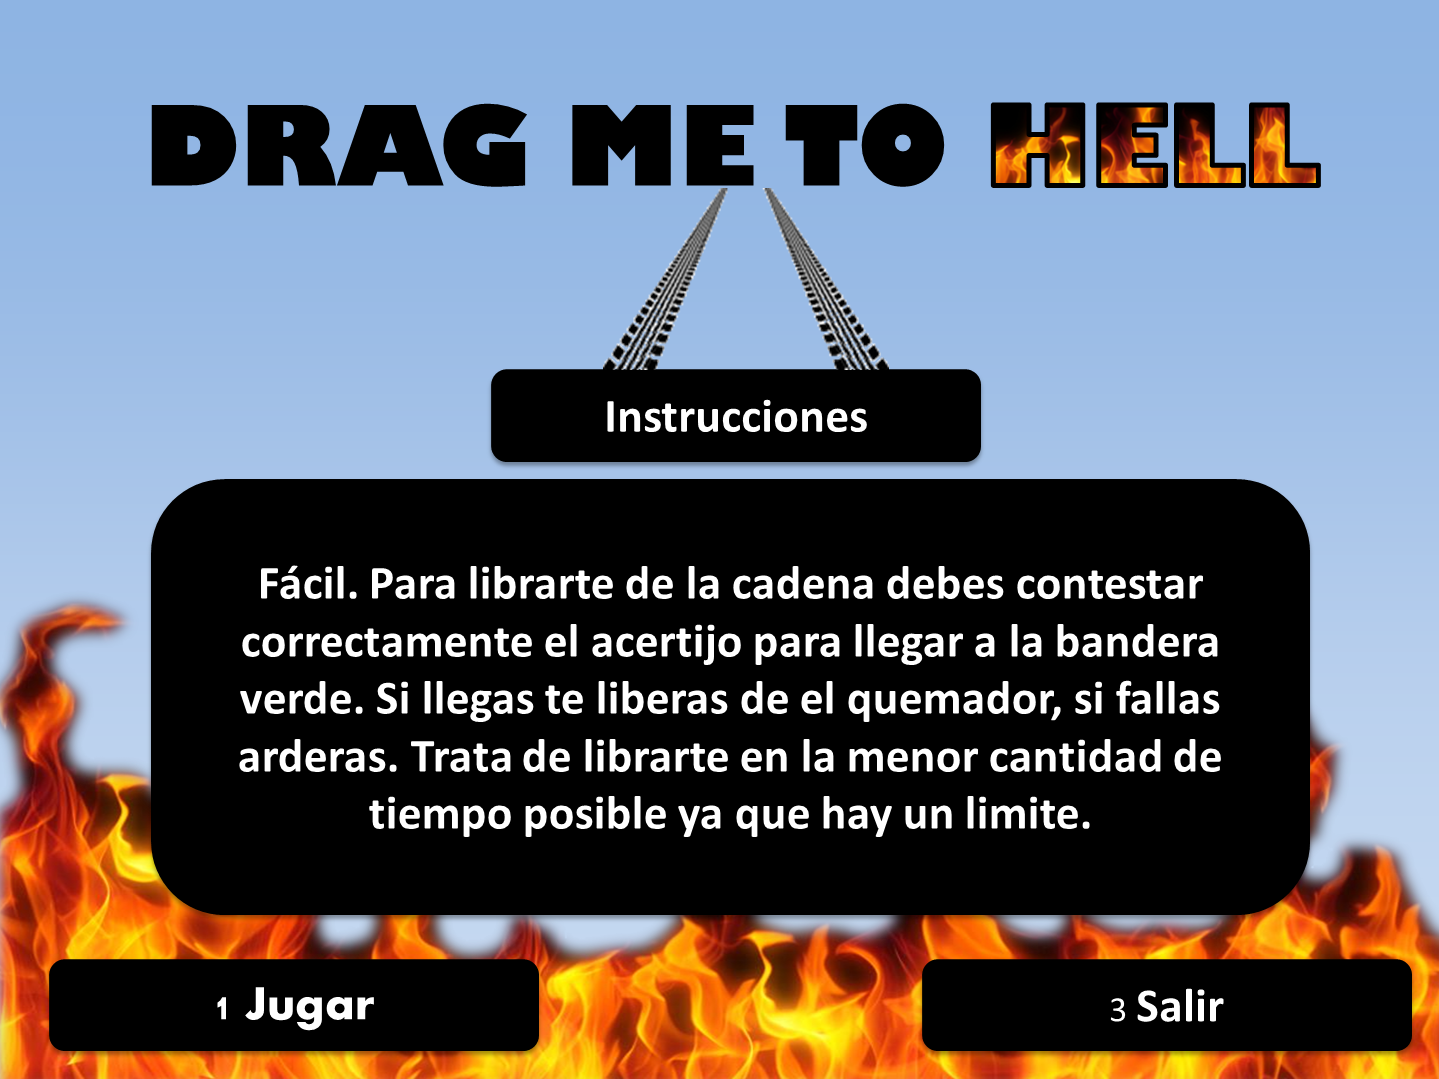 DRAG ME TO HELL
Instrucciones
Fácil. Para librarte de la cadena debes contestar
correctamente el acertijo para llegar a la bandera
verde. Si llegas te liberas de el quemador, si fallas
arderas. Trata de librarte en la menor cantidad de
tiempo posible ya que hay un limite.
1 Jugar
3 Salir